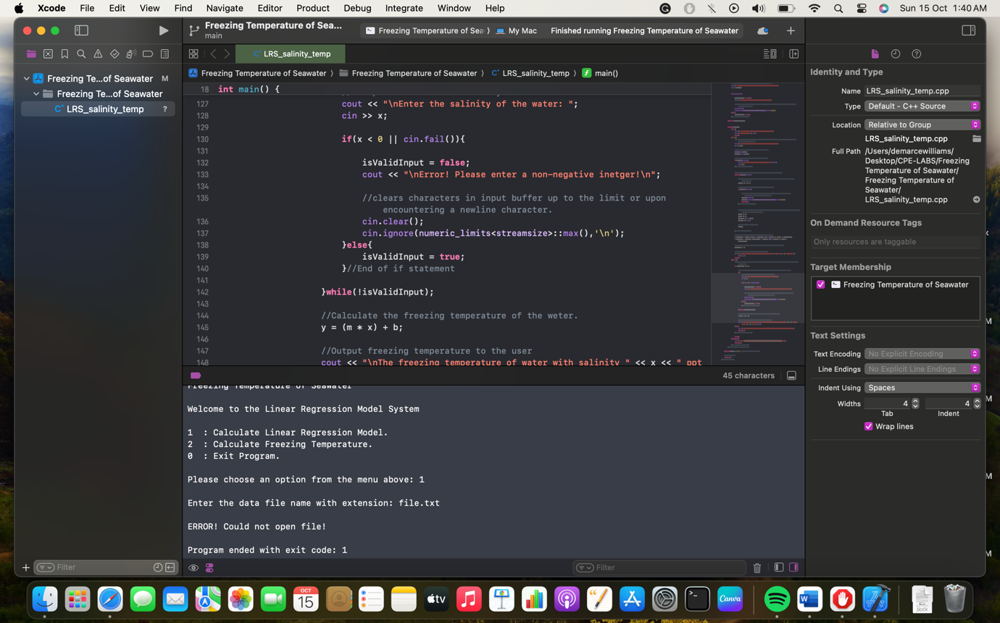 Xcode File Edit View Find Navigate Editor Product Debug Integrate Window Help Sun 15 Oct 1:40 AM
Freezing Temperature of Sea...
main
Freezing Temperature of Sea
My Mac
Finished running Freezing Temperature of Seawater
LRS_salinity_temp
Freezing Te...of Seawater M
Freezing Te...of Seawater
LRS_salinity_temp ?
Freezing Temperature of Seawater Freezing Temperature of Seawater LRS_salinity_temp main()
18 int main() {
127 cout << "\nEnter the salinity of the water: ";
128 cin >> x;
129
130 if(x < 0 || cin.fail()){
131
132 isValidInput = false;
133 cout << "\nError! Please enter a non-negative inetger!\n";
134
135 //clears characters in input buffer up to the limit or upon
encountering a newline character.
136 cin.clear();
137 cin.ignore(numeric_limits<streamsize>::max(),'\n');
138 }else{
139 isValidInput = true;
140 }//End of if statement
141
142 }while(!isValidInput);
143
144 //Calculate the freezing temperature of the weter.
145 y = (m * x) + b;
146
147 //Output freezing temperature to the user
148 cout << "\nThe freezing temperature of water with salinity " << x << " ppt
45 characters
Freezing Temperature of Seawater
Welcome to the Linear Regression Model System
1 : Calculate Linear Regression Model.
2 : Calculate Freezing Temperature.
0 : Exit Program.
Please choose an option from the menu above: 1
Enter the data file name with extension: file.txt
ERROR! Could not open file!
Program ended with exit code: 1
Filter
Filter
Identity and Type
Name LRS_salinity_temp.cpp
Type Default - C++ Source
Location Relative to Group
LRS_salinity_temp.cpp
Full Path /Users/demarcewilliams/
Desktop/CPE-LABS/Freezing
Temperature of Seawater/
Freezing Temperature of
Seawater/
LRS_salinity_temp.cpp
On Demand Resource Tags
Only resources are taggable
Target Membership
Freezing Temperature of Seawater
Text Settings
Text Encoding No Explicit Encoding
Line Endings No Explicit Line Endings
Indent Using Spaces
Widths 4 4
Tab Indent
Wrap lines
OCT
15
tv
Canva
W
DOCX